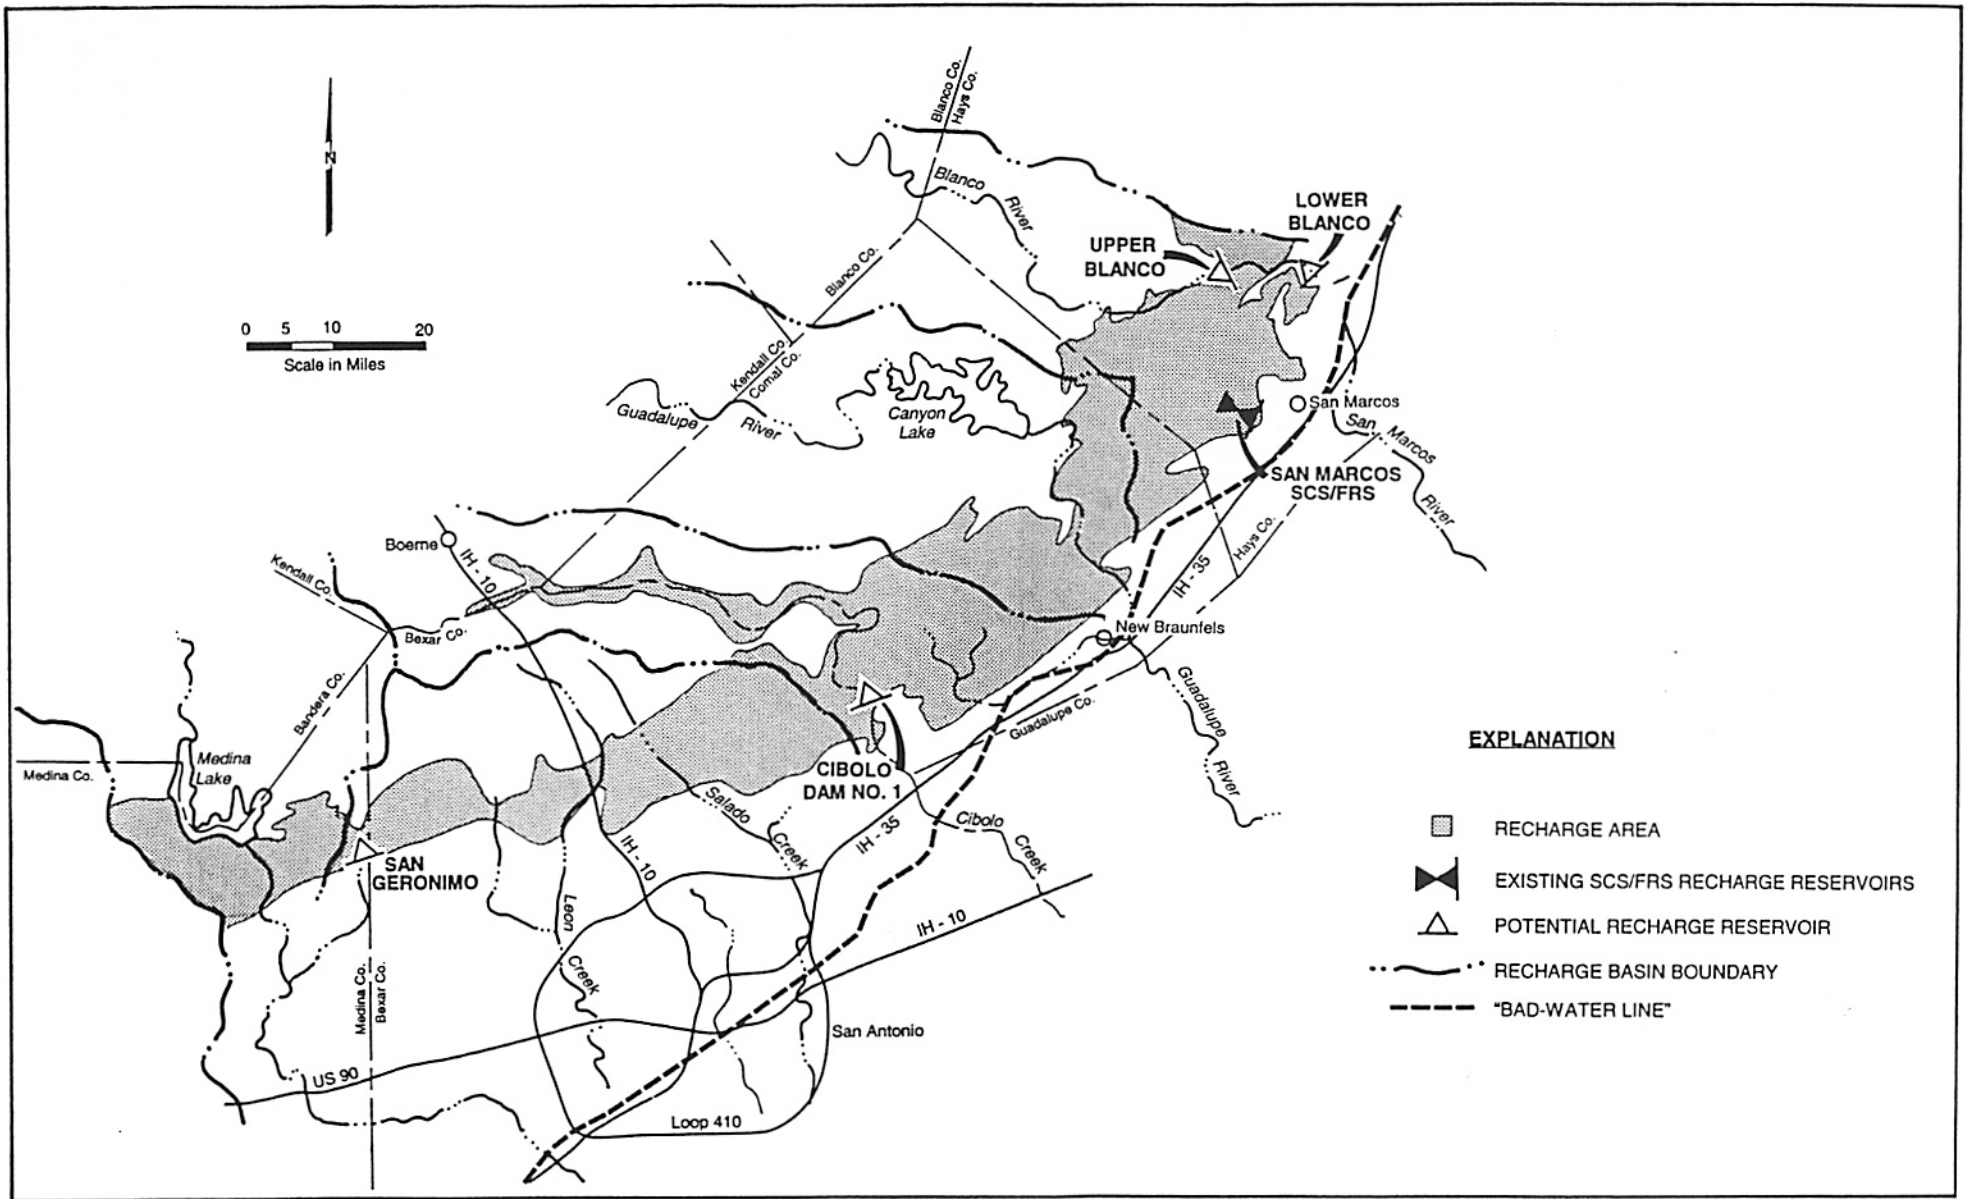 Blanco Co.
Hays Co.
N
Blanco
River
LOWER
BLANCO
UPPER
BLANCO
Blanco Co.
0 5 10 20
Scale in Miles
Kendall Co.
Comal Co.
Guadalupe
River
Canyon
Lake
San Marcos
San Marcos
River
SAN MARCOS
SCS/FRS
Hays Co.
IH - 35
Boerne
IH - 10
Kendall Co.
Bexar Co.
New Braunfels
Guadalupe
River
Guadalupe Co.
Bandera Co.
Medina
Lake
Medina Co.
CIBOLO
DAM NO. 1
Salado
Creek
IH - 35
Cibolo
Creek
SAN
GERONIMO
IH - 10
Leon
Creek
IH - 10
Medina Co.
Bexar Co.
San Antonio
US 90
Loop 410
EXPLANATION
RECHARGE AREA
EXISTING SCS/FRS RECHARGE RESERVOIRS
POTENTIAL RECHARGE RESERVOIR
RECHARGE BASIN BOUNDARY
"BAD-WATER LINE"